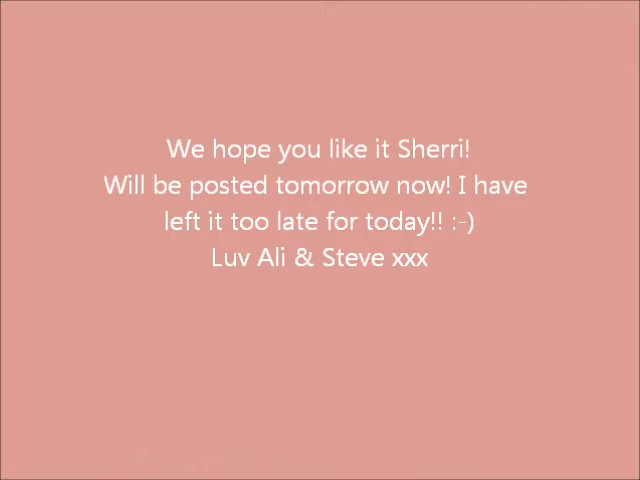 We hope you like it Sherri!
Will be posted tomorrow now! I have
left it too late for today!! :-)
Luv Ali & Steve xxx